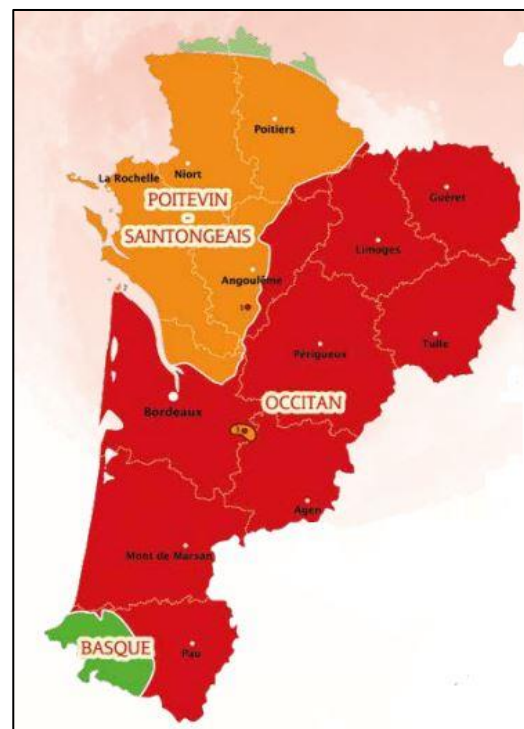 Poitiers
La Rochelle
Niort
POITEVIN
-
SAINTONGEAIS
Guéret
Limoges
Angoulême
Périgueux
Tulle
OCCITAN
Bordeaux
Agen
Mont de Marsan
BASQUE
Pau